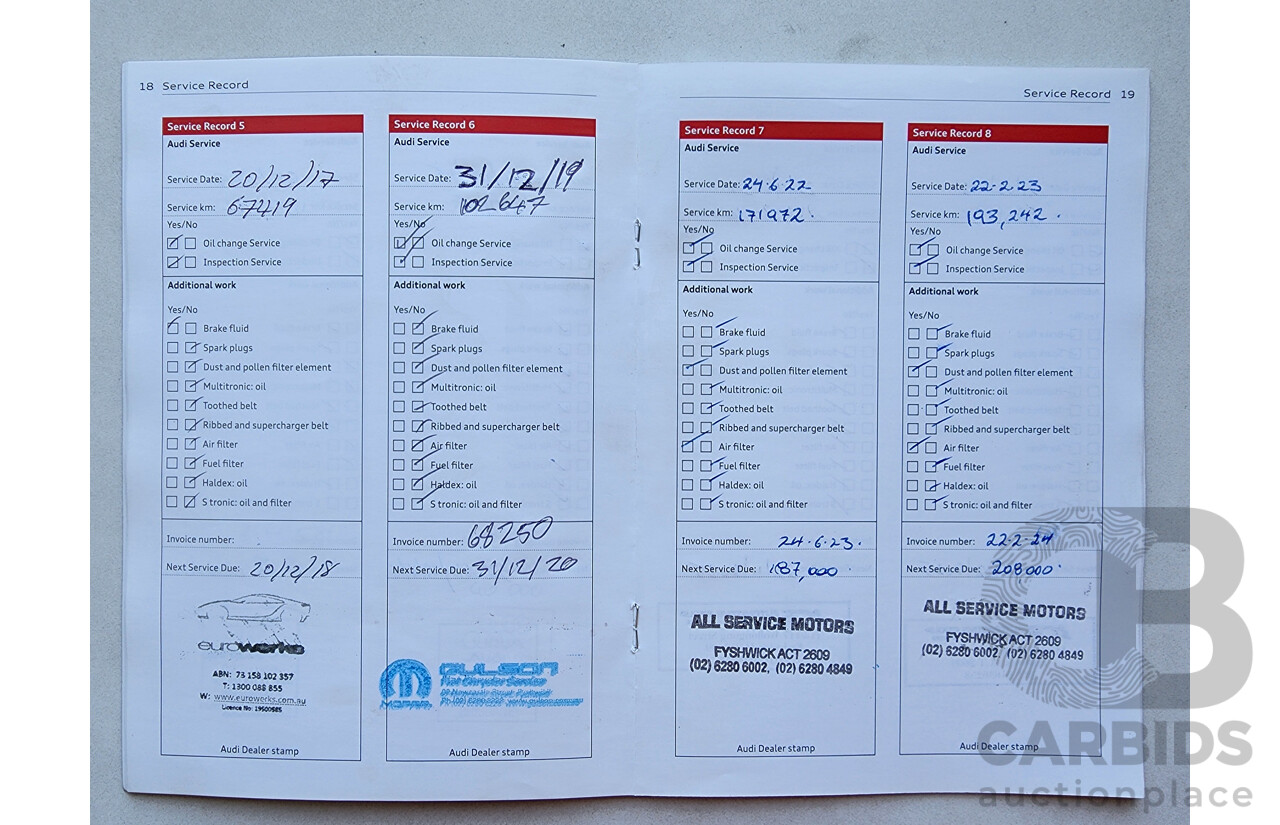 18 Service Record
Service Record 5
Audi Service
Service Date: 20/12/17
Service km: 67419
Yes/No
Oil change Service
Inspection Service
Additional work
Yes/No
Brake fluid
Spark plugs
Dust and pollen filter element
Multitronic: oil
Toothed belt
Ribbed and supercharger belt
Air filter
Fuel filter
Haldex: oil
S tronic: oil and filter
Invoice number:
Next Service Due: 20/12/18
euroworks
ABN: 73 158 102 357
T: 1300 088 855
W: www.eurowerks.com.au
Audi Dealer stamp
Service Record 6
Audi Service
Service Date: 31/12/19
Service km: 102647
Yes/No
Oil change Service
Inspection Service
Additional work
Yes/No
Brake fluid
Spark plugs
Dust and pollen filter element
Multitronic: oil
Toothed belt
Ribbed and supercharger belt
Air filter
Fuel filter
Haldex: oil
S tronic: oil and filter
Invoice number: 68250
Next Service Due: 31/12/20
MOPAR
Audi Dealer stamp
Service Record 19
Service Record 7
Audi Service
Service Date: 24.6.22
Service km: 171972.
Yes/No
Oil change Service
Inspection Service
Additional work
Yes/No
Brake fluid
Spark plugs
Dust and pollen filter element
Multitronic: oil
Toothed belt
Ribbed and supercharger belt
Air filter
Fuel filter
Haldex: oil
S tronic: oil and filter
Invoice number: 24.6.23.
Next Service Due: 187,000.
ALL SERVICE MOTORS
FYSHWICK ACT 2609
(02) 6280 6002, (02) 6280 4849
Audi Dealer stamp
Service Record 8
Audi Service
Service Date: 22-2-23
Service km: 193,242.
Yes/No
Oil change Service
Inspection Service
Additional work
Yes/No
Brake fluid
Spark plugs
Dust and pollen filter element
Multitronic: oil
Toothed belt
Ribbed and supercharger belt
Air filter
Fuel filter
Haldex: oil
S tronic: oil and filter
Invoice number: 22-2-24
Next Service Due: 208000.
ALL SERVICE MOTORS
FYSHWICK ACT 2609
(02) 6280 6002, (02) 6280 4849
Audi Dealer stamp
CARBIDS
auctionplace